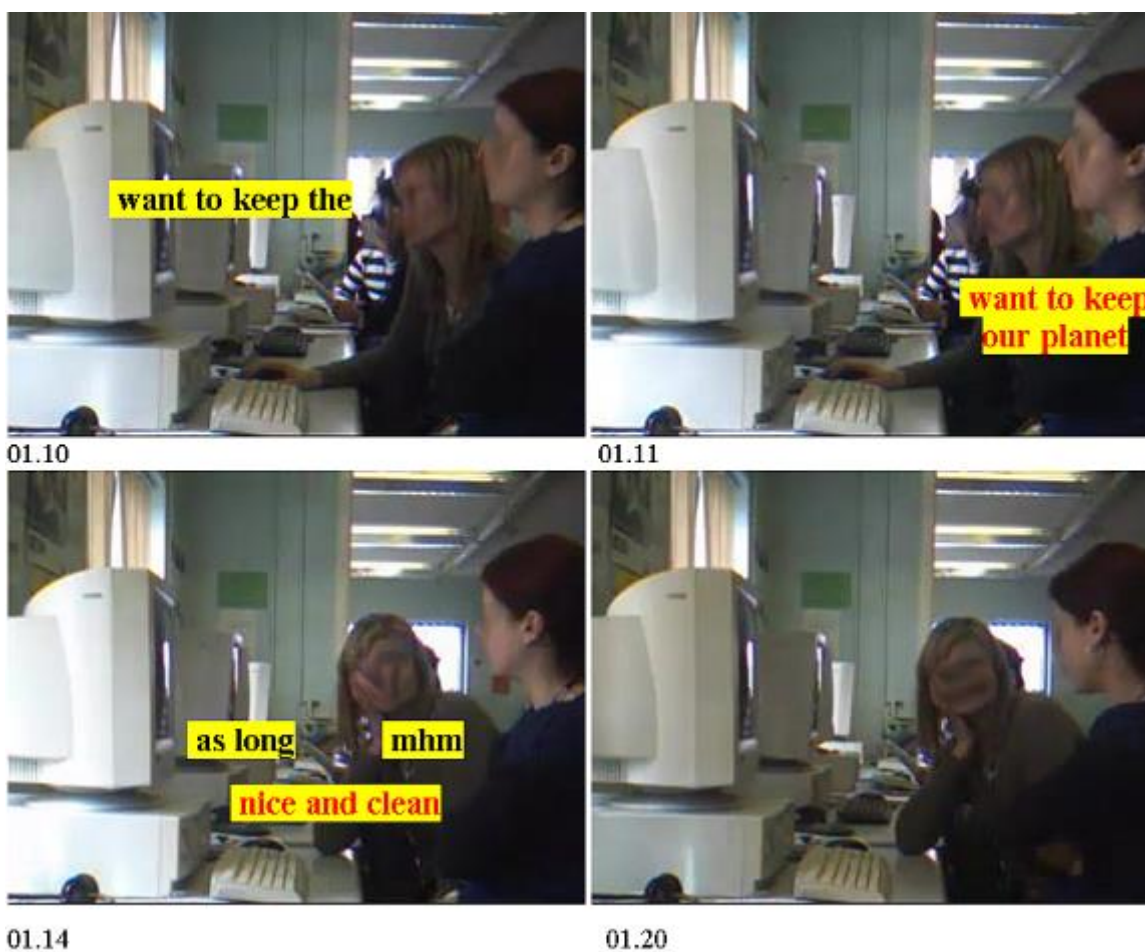 want to keep the
want to keep
our planet
01.10
01.11
as long
mhm
nice and clean
01.14
01.20